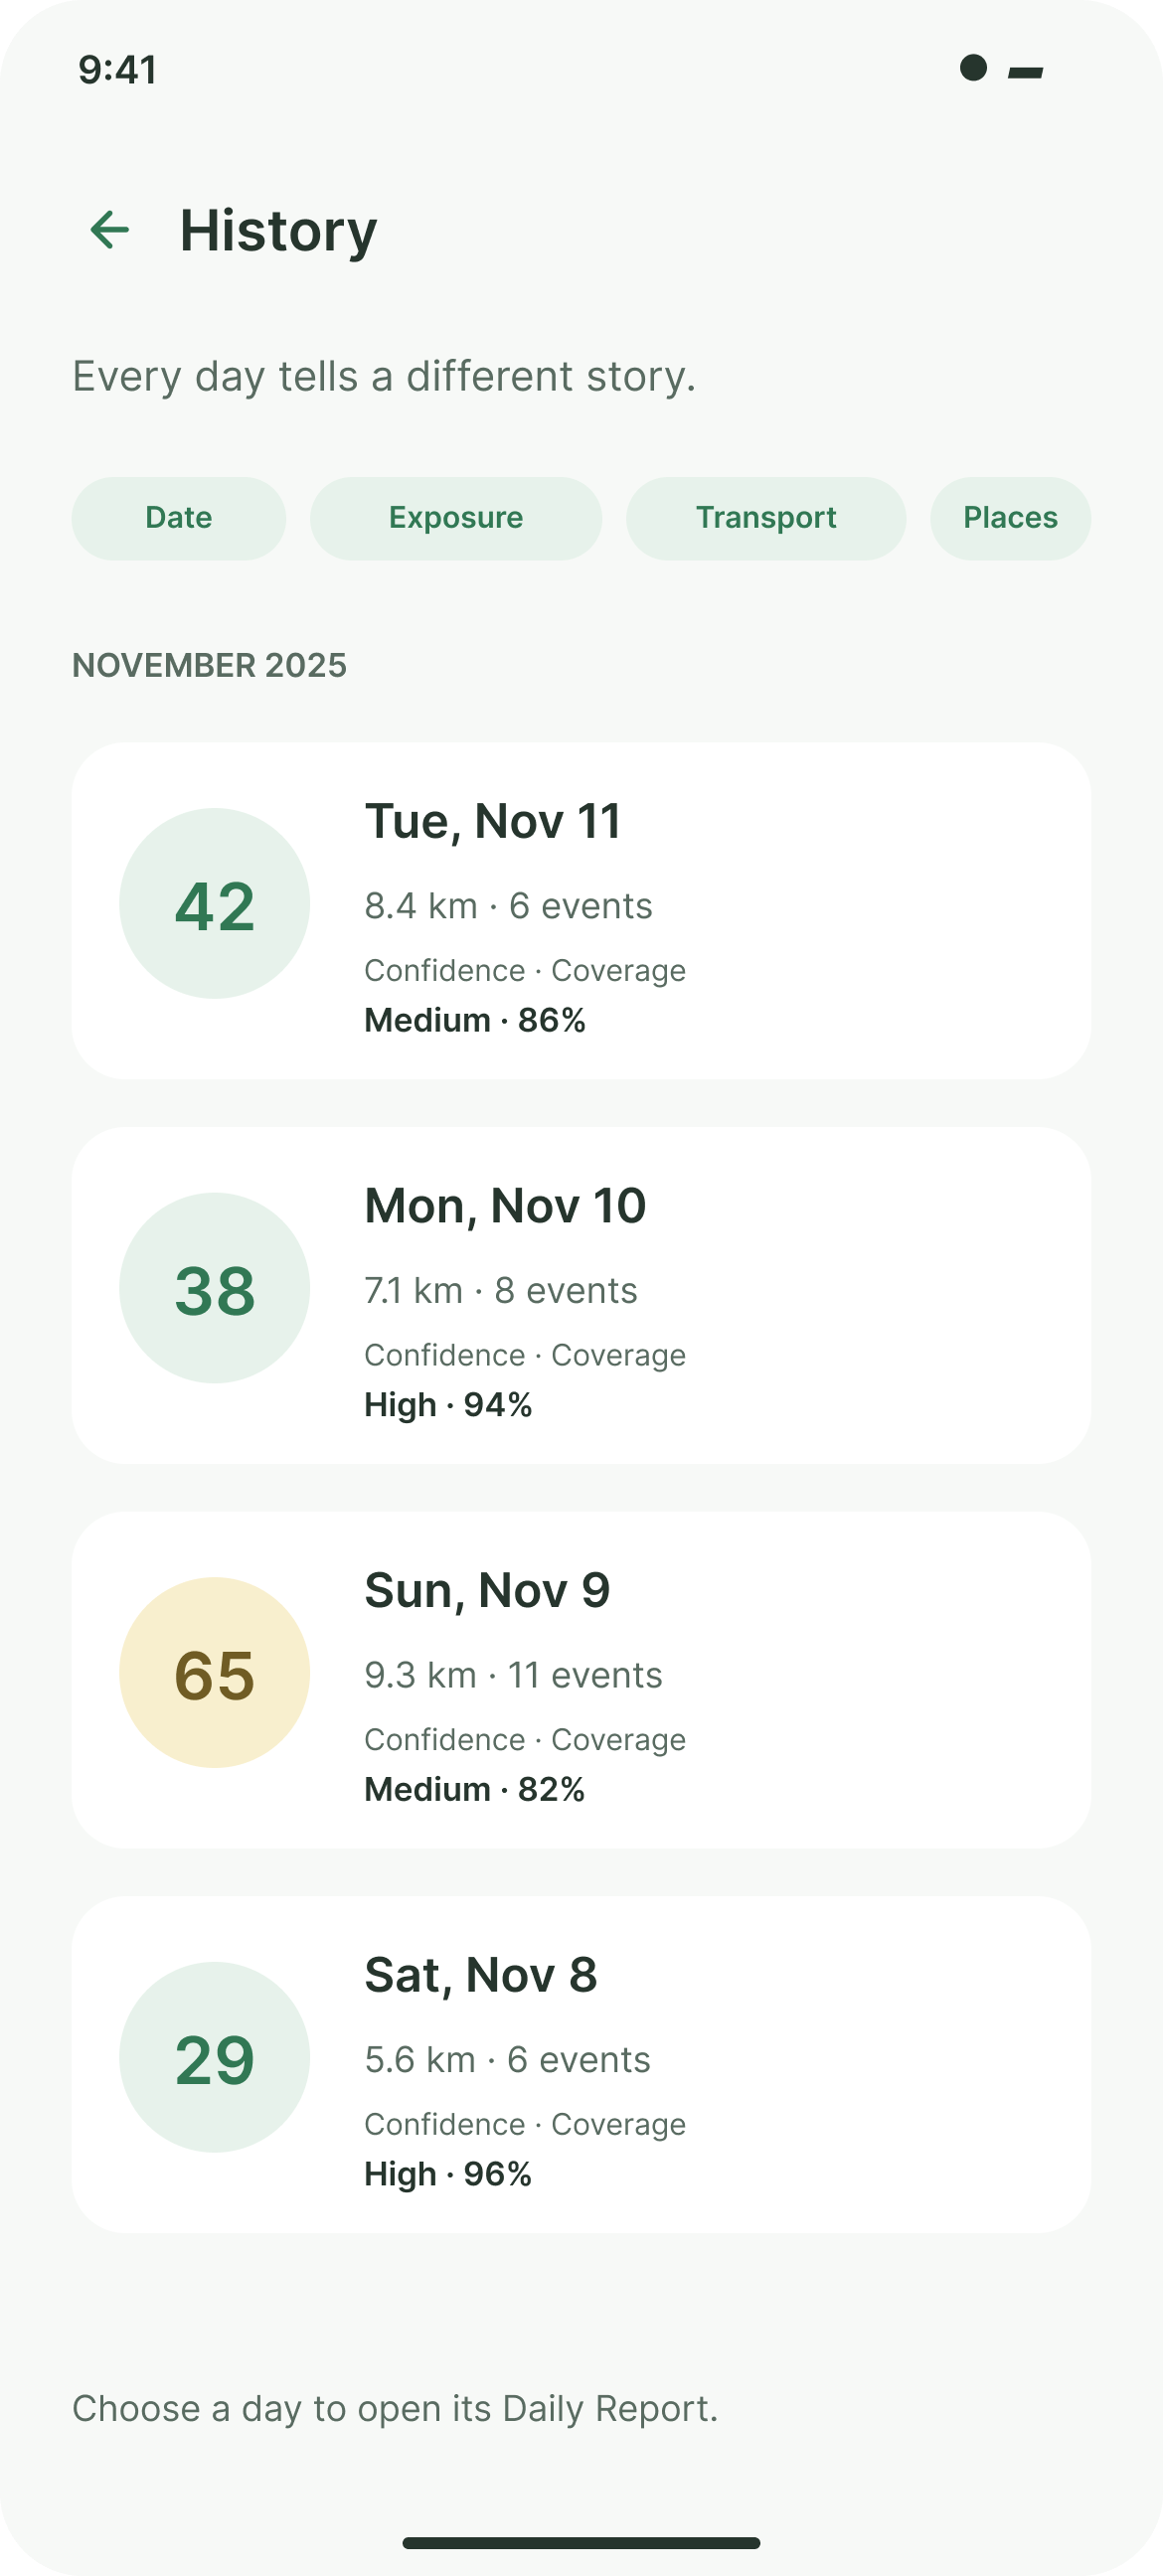 9:41
History
Every day tells a different story.
Date Exposure Transport Places
NOVEMBER 2025
42
Tue, Nov 11
8.4 km · 6 events
Confidence · Coverage
Medium · 86%
38
Mon, Nov 10
7.1 km · 8 events
Confidence · Coverage
High · 94%
65
Sun, Nov 9
9.3 km · 11 events
Confidence · Coverage
Medium · 82%
29
Sat, Nov 8
5.6 km · 6 events
Confidence · Coverage
High · 96%
Choose a day to open its Daily Report.